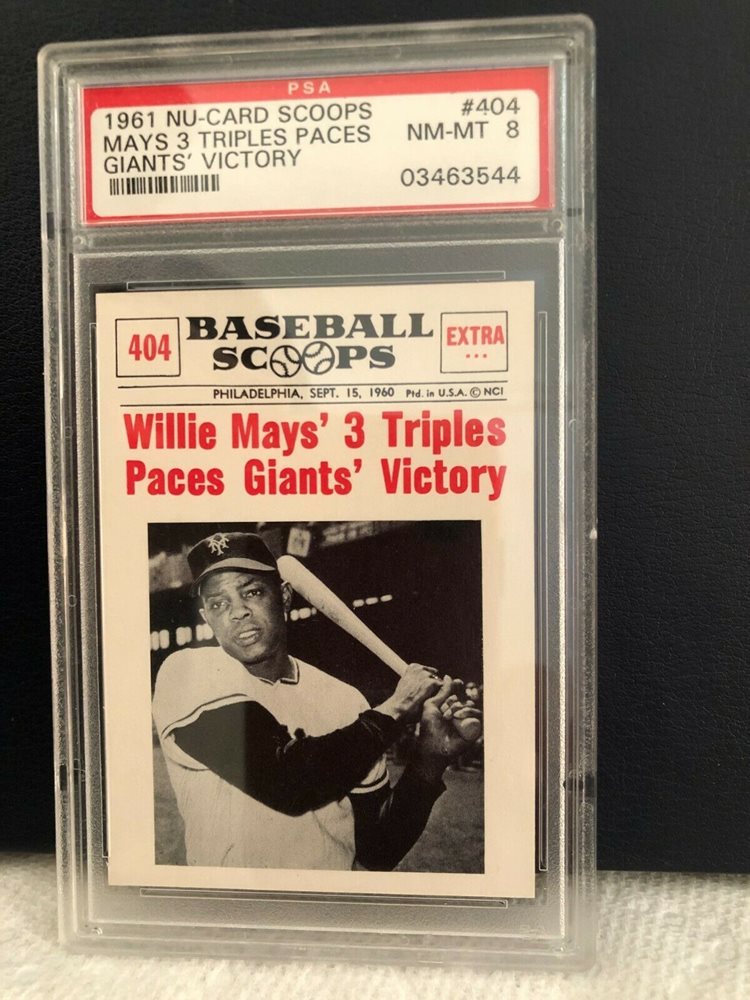 PSA
1961 NU-CARD SCOOPS #404
MAYS 3 TRIPLES PACES NM-MT 8
GIANTS' VICTORY
03463544
404 BASEBALL SCOOPS EXTRA
PHILADELPHIA, SEPT. 15, 1960 Ptd. in U.S.A. © NCI
Willie Mays' 3 Triples
Paces Giants' Victory
NY